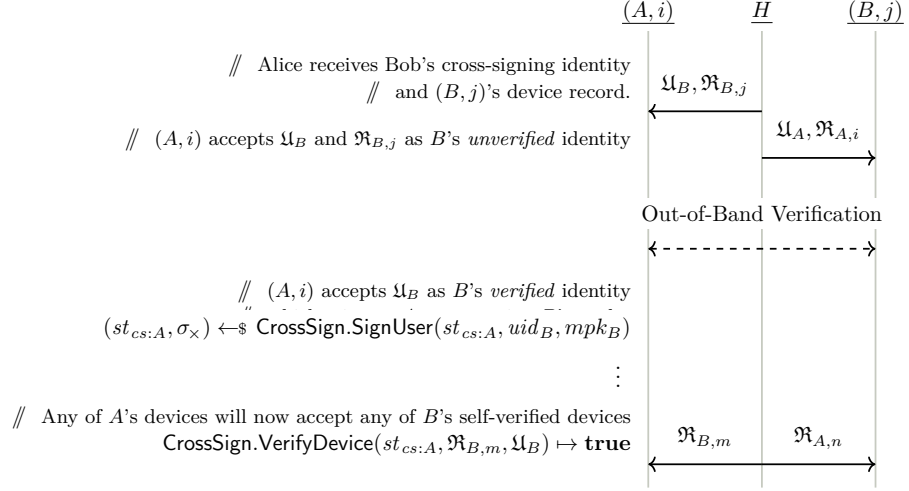 (A, i) H (B, j)
// Alice receives Bob's cross-signing identity
// and (B, j)'s device record.
𝔘_B, ℜ_{B,j}
// (A, i) accepts 𝔘_B and ℜ_{B,j} as B's unverified identity
𝔘_A, ℜ_{A,i}
Out-of-Band Verification
// (A, i) accepts 𝔘_B as B's verified identity
(st_{cs:A}, σ_×) ←$ CrossSign.SignUser(st_{cs:A}, uid_B, mpk_B)
⋮
// Any of A's devices will now accept any of B's self-verified devices
CrossSign.VerifyDevice(st_{cs:A}, ℜ_{B,m}, 𝔘_B) ↦ true
ℜ_{B,m} ℜ_{A,n}